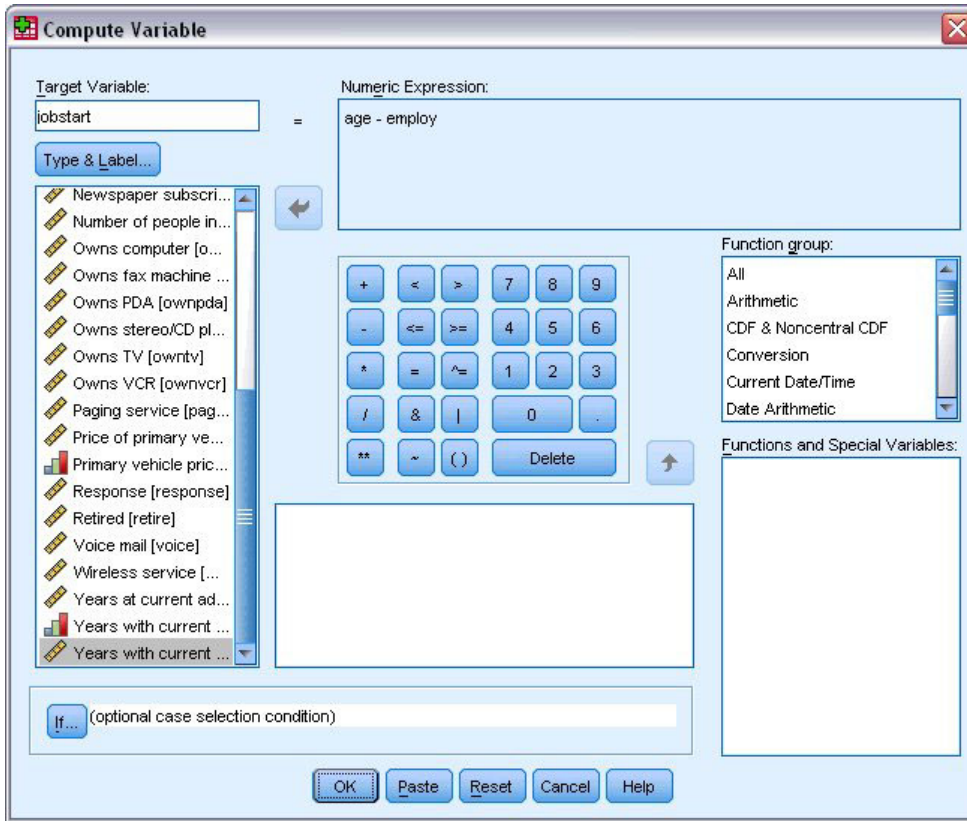 Compute Variable
Target Variable:
jobstart
=
Numeric Expression:
age - employ
Type & Label...
Newspaper subscri...
Number of people in...
Owns computer [o...
Owns fax machine ...
Owns PDA [ownpda]
Owns stereo/CD pl...
Owns TV [owntv]
Owns VCR [ownvcr]
Paging service [pag...
Price of primary ve...
Primary vehicle pric...
Response [response]
Retired [retire]
Voice mail [voice]
Wireless service [...
Years at current ad...
Years with current ...
Years with current ...
+ < > 7 8 9
- <= >= 4 5 6
* = ^= 1 2 3
/ & | 0 .
** ~ ( ) Delete
Function group:
All
Arithmetic
CDF & Noncentral CDF
Conversion
Current Date/Time
Date Arithmetic
Functions and Special Variables:
If... (optional case selection condition)
OK Paste Reset Cancel Help